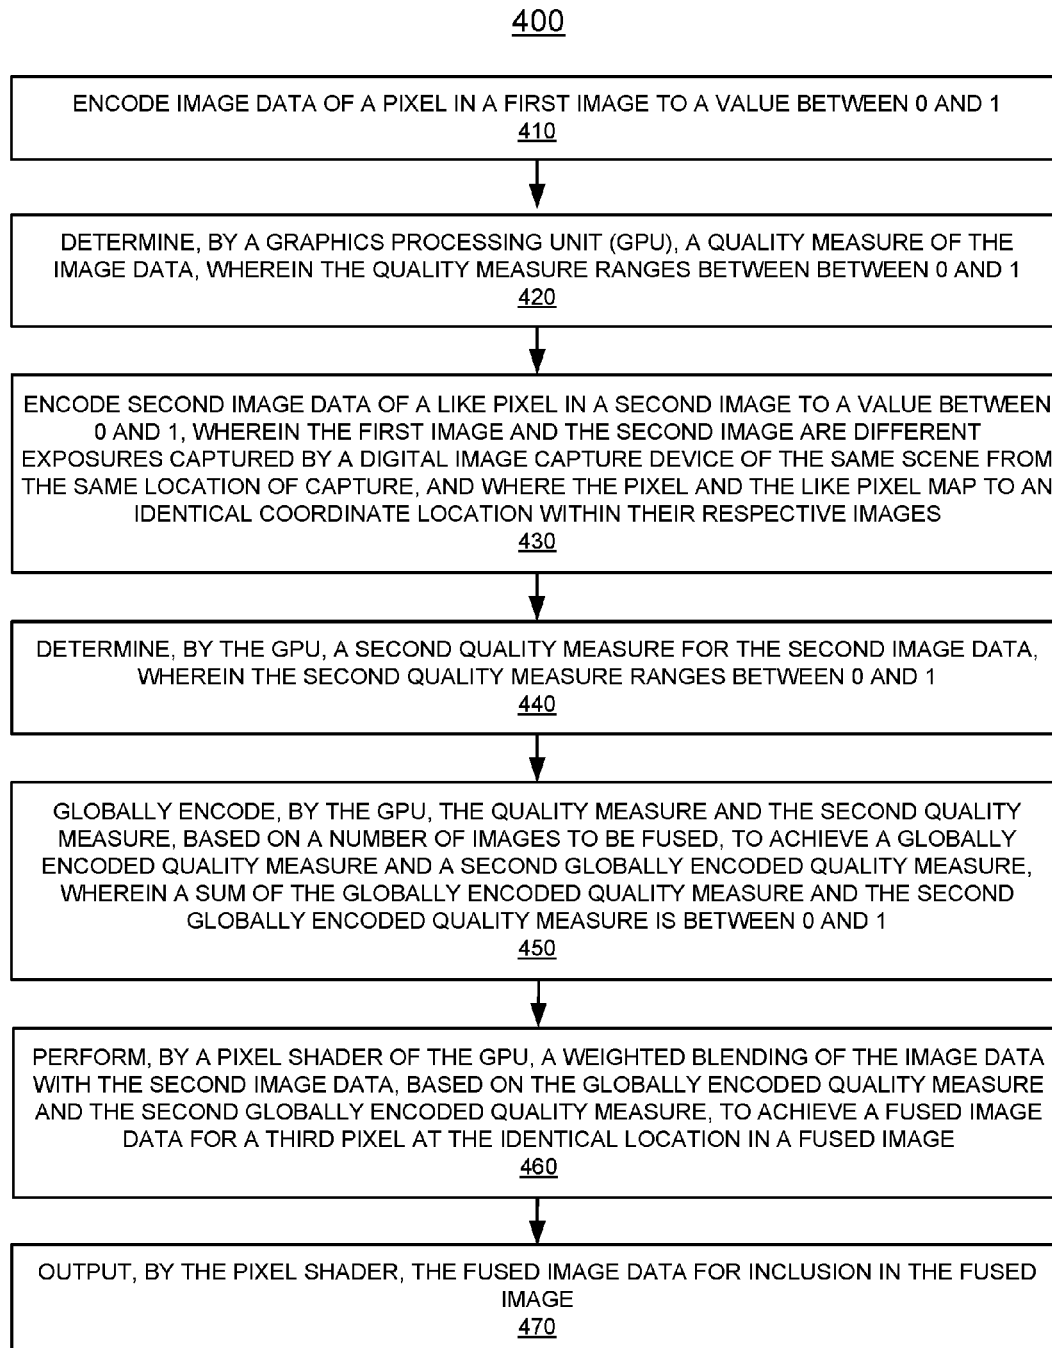 400
ENCODE IMAGE DATA OF A PIXEL IN A FIRST IMAGE TO A VALUE BETWEEN 0 AND 1
410
DETERMINE, BY A GRAPHICS PROCESSING UNIT (GPU), A QUALITY MEASURE OF THE
IMAGE DATA, WHEREIN THE QUALITY MEASURE RANGES BETWEEN BETWEEN 0 AND 1
420
ENCODE SECOND IMAGE DATA OF A LIKE PIXEL IN A SECOND IMAGE TO A VALUE BETWEEN
0 AND 1, WHEREIN THE FIRST IMAGE AND THE SECOND IMAGE ARE DIFFERENT
EXPOSURES CAPTURED BY A DIGITAL IMAGE CAPTURE DEVICE OF THE SAME SCENE FROM
THE SAME LOCATION OF CAPTURE, AND WHERE THE PIXEL AND THE LIKE PIXEL MAP TO AN
IDENTICAL COORDINATE LOCATION WITHIN THEIR RESPECTIVE IMAGES
430
DETERMINE, BY THE GPU, A SECOND QUALITY MEASURE FOR THE SECOND IMAGE DATA,
WHEREIN THE SECOND QUALITY MEASURE RANGES BETWEEN 0 AND 1
440
GLOBALLY ENCODE, BY THE GPU, THE QUALITY MEASURE AND THE SECOND QUALITY
MEASURE, BASED ON A NUMBER OF IMAGES TO BE FUSED, TO ACHIEVE A GLOBALLY
ENCODED QUALITY MEASURE AND A SECOND GLOBALLY ENCODED QUALITY MEASURE,
WHEREIN A SUM OF THE GLOBALLY ENCODED QUALITY MEASURE AND THE SECOND
GLOBALLY ENCODED QUALITY MEASURE IS BETWEEN 0 AND 1
450
PERFORM, BY A PIXEL SHADER OF THE GPU, A WEIGHTED BLENDING OF THE IMAGE DATA
WITH THE SECOND IMAGE DATA, BASED ON THE GLOBALLY ENCODED QUALITY MEASURE
AND THE SECOND GLOBALLY ENCODED QUALITY MEASURE, TO ACHIEVE A FUSED IMAGE
DATA FOR A THIRD PIXEL AT THE IDENTICAL LOCATION IN A FUSED IMAGE
460
OUTPUT, BY THE PIXEL SHADER, THE FUSED IMAGE DATA FOR INCLUSION IN THE FUSED
IMAGE
470